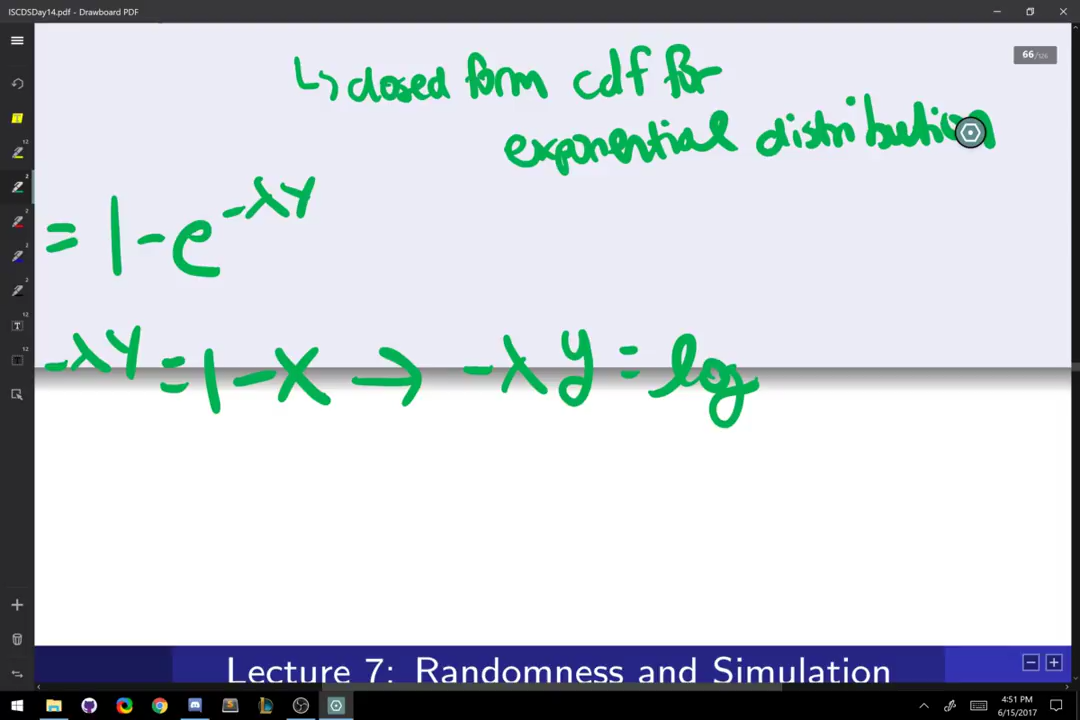 ISCDSDay14.pdf - Drawboard PDF
66/126
↳ closed form cdf for
exponential distribution
= 1 - e^{-λY}
-λY = 1 - X → -λy = log
Lecture 7: Randomness and Simulation
4:51 PM
6/15/2017